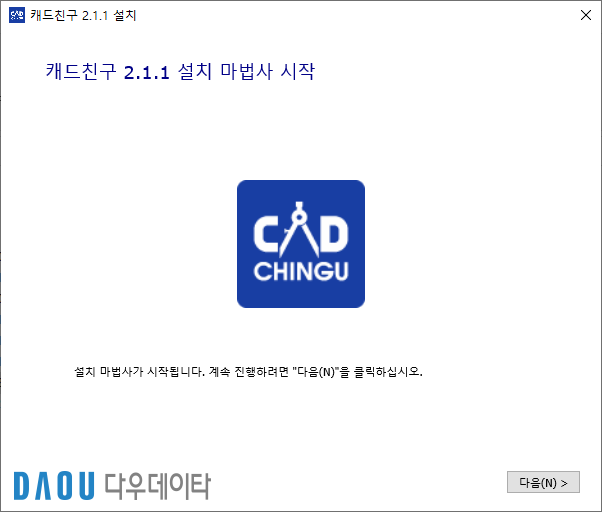 캐드친구 2.1.1 설치
캐드친구 2.1.1 설치 마법사 시작
CAD
CHINGU
설치 마법사가 시작됩니다. 계속 진행하려면 "다음(N)"을 클릭하십시오.
DAOU 다우데이타
다음(N) >